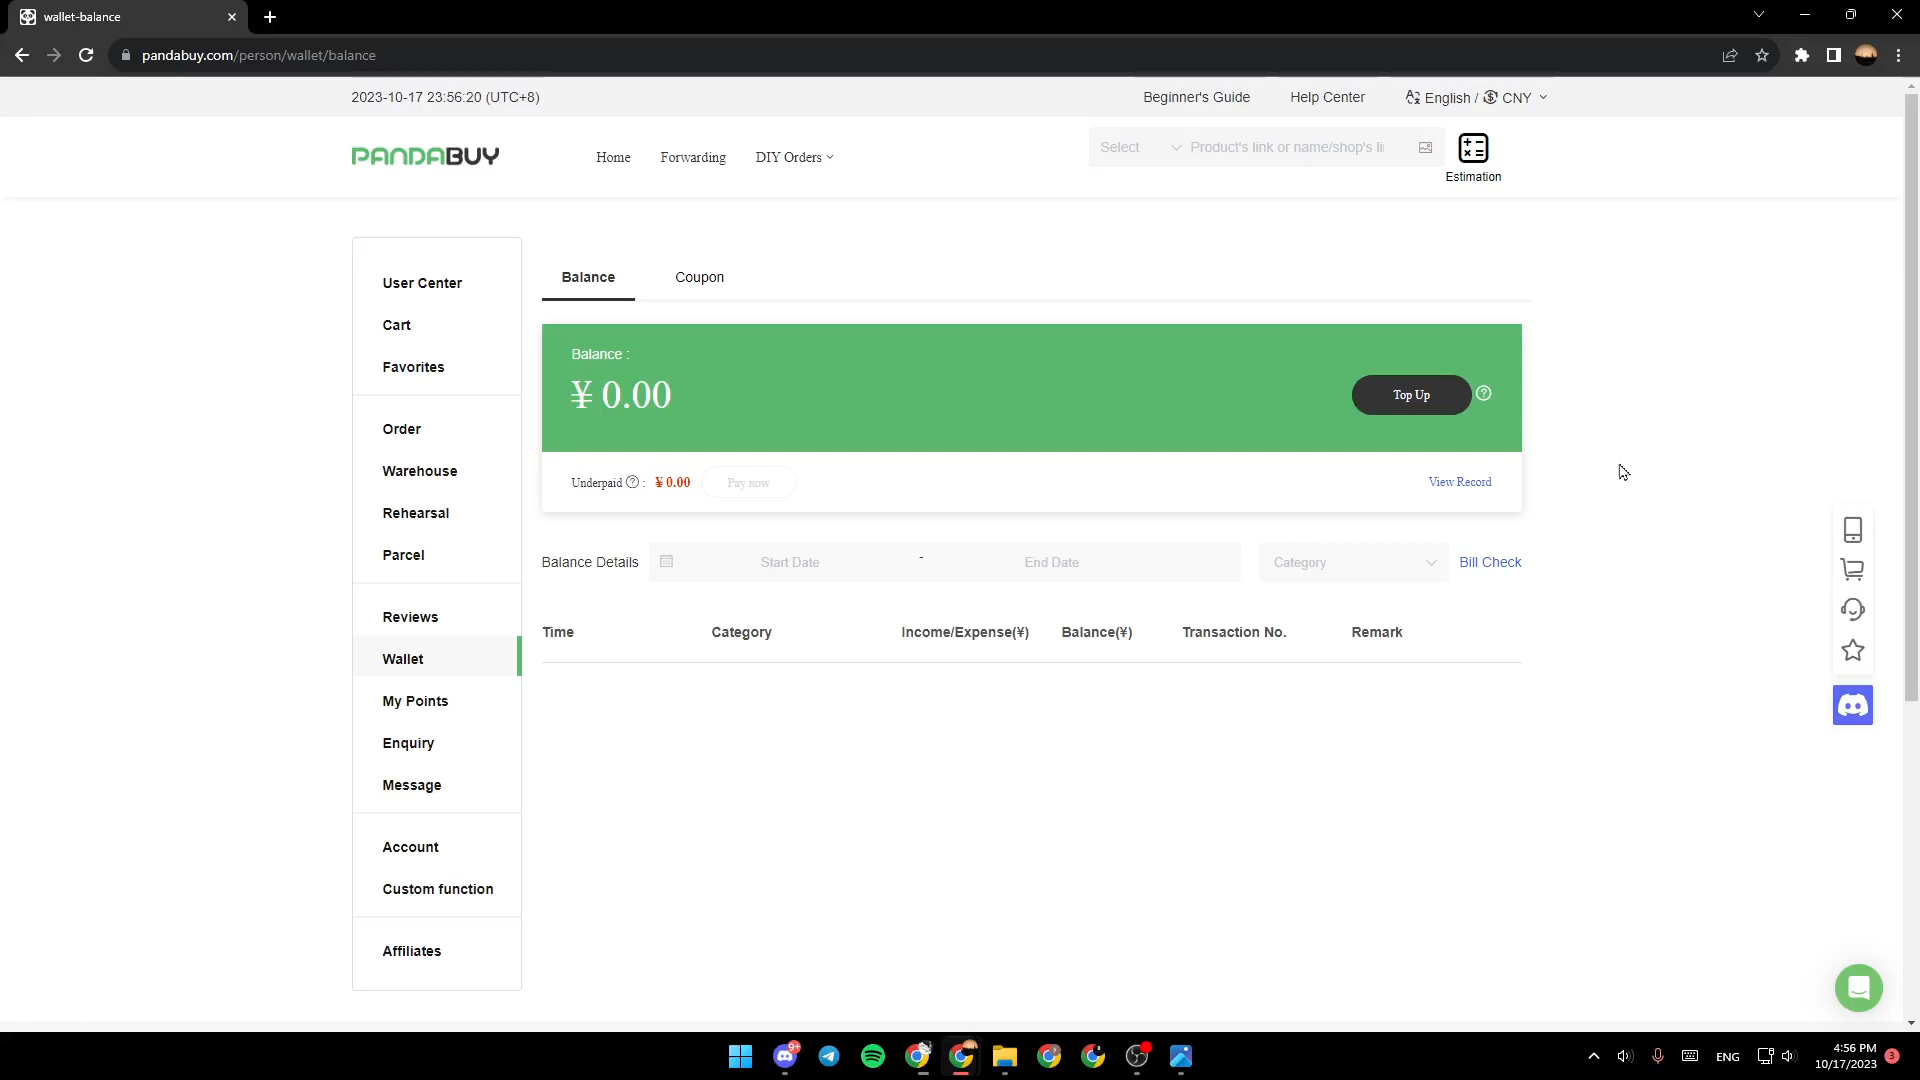 wallet-balance
pandabuy.com/person/wallet/balance
2023-10-17 23:56:20 (UTC+8)
Beginner's Guide
Help Center
English / CNY
PANDABUY
Home
Forwarding
DIY Orders
Select
Product's link or name/shop's li
Estimation
User Center
Cart
Favorites
Order
Warehouse
Rehearsal
Parcel
Reviews
Wallet
My Points
Enquiry
Message
Account
Custom function
Affiliates
Balance
Coupon
Balance :
¥ 0.00
Top Up
Underpaid : ¥ 0.00
Pay now
View Record
Balance Details
Start Date
-
End Date
Category
Bill Check
Time
Category
Income/Expense(¥)
Balance(¥)
Transaction No.
Remark
9+
ENG
4:56 PM
10/17/2023
3